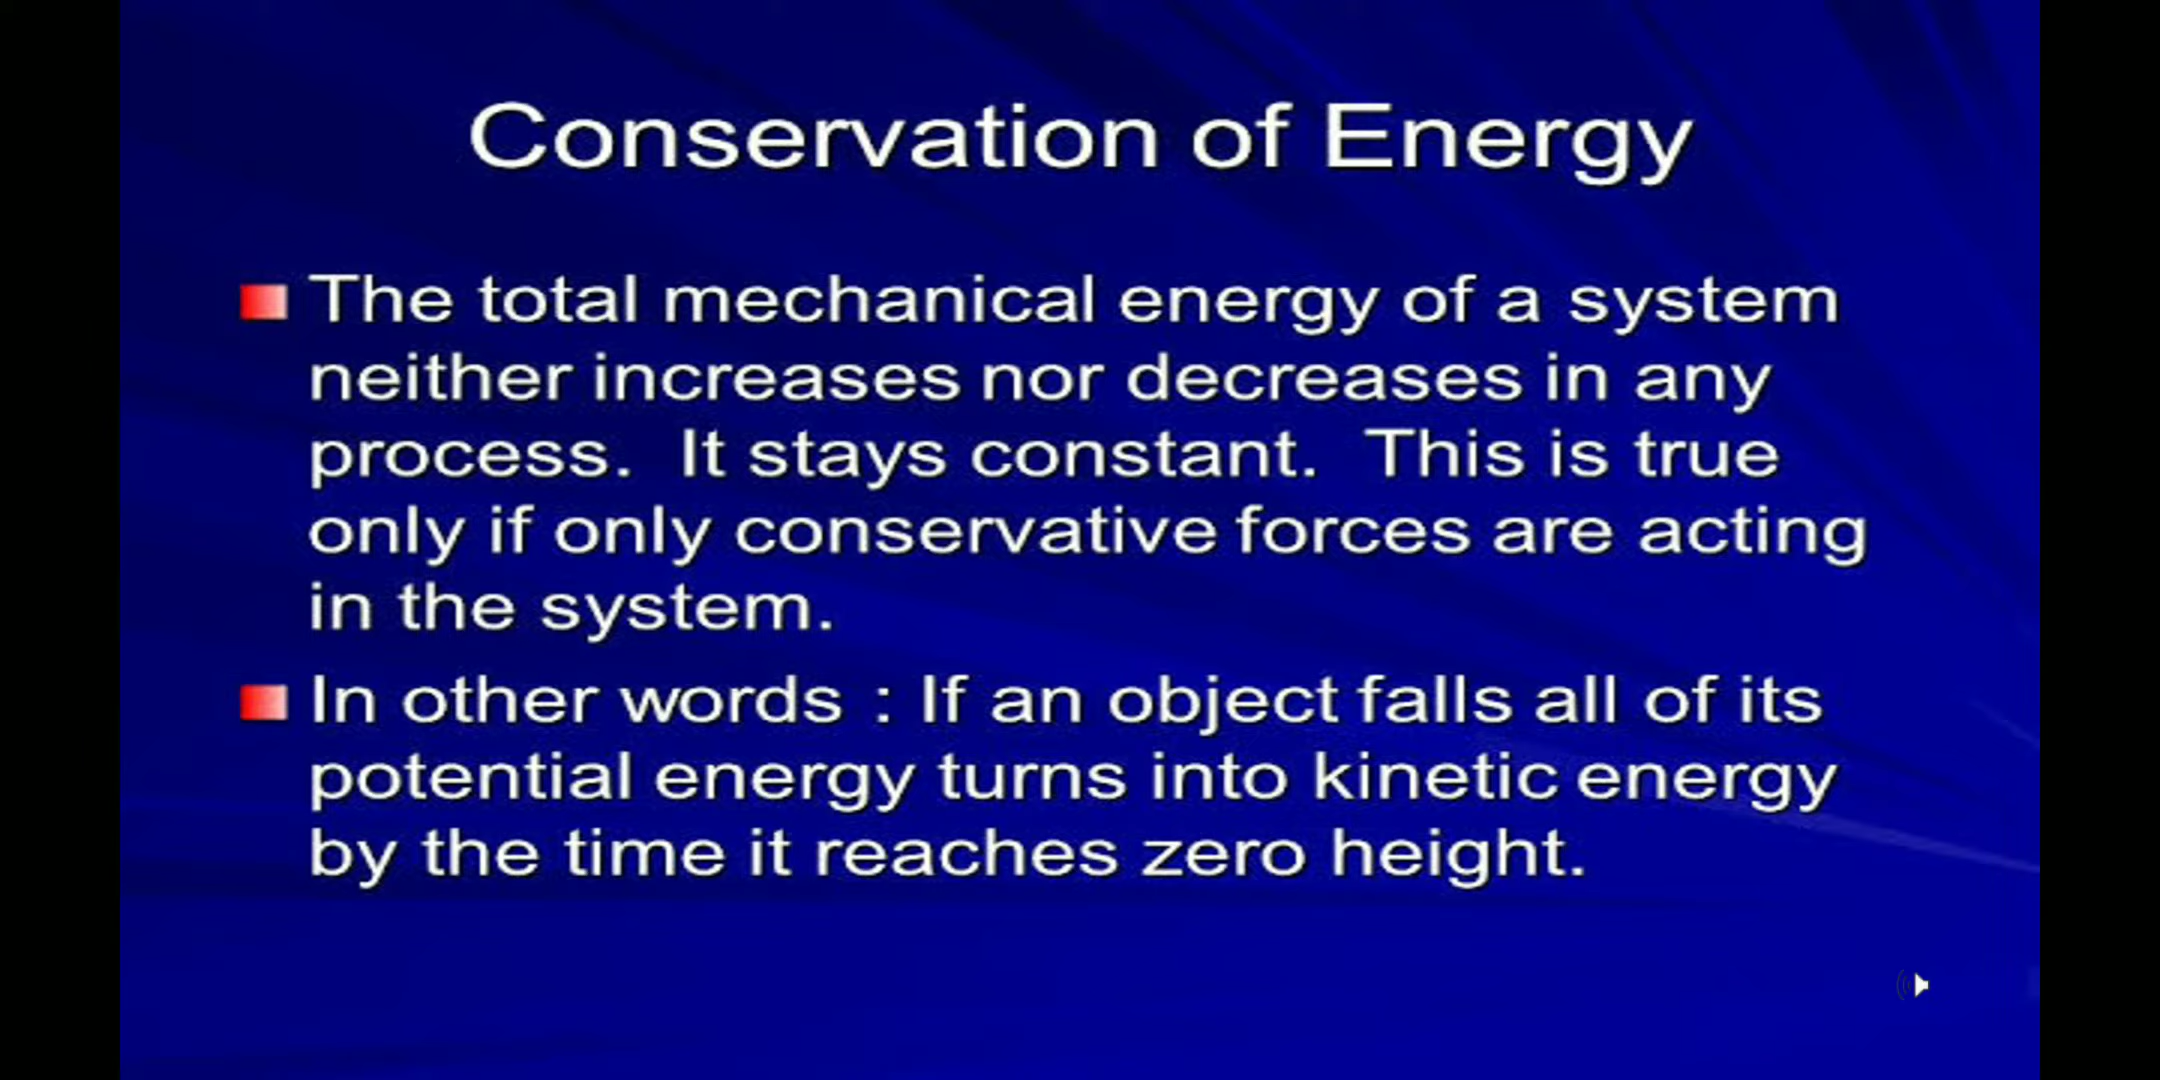 Conservation of Energy
The total mechanical energy of a system
neither increases nor decreases in any
process.  It stays constant.  This is true
only if only conservative forces are acting
in the system.
In other words : If an object falls all of its
potential energy turns into kinetic energy
by the time it reaches zero height.